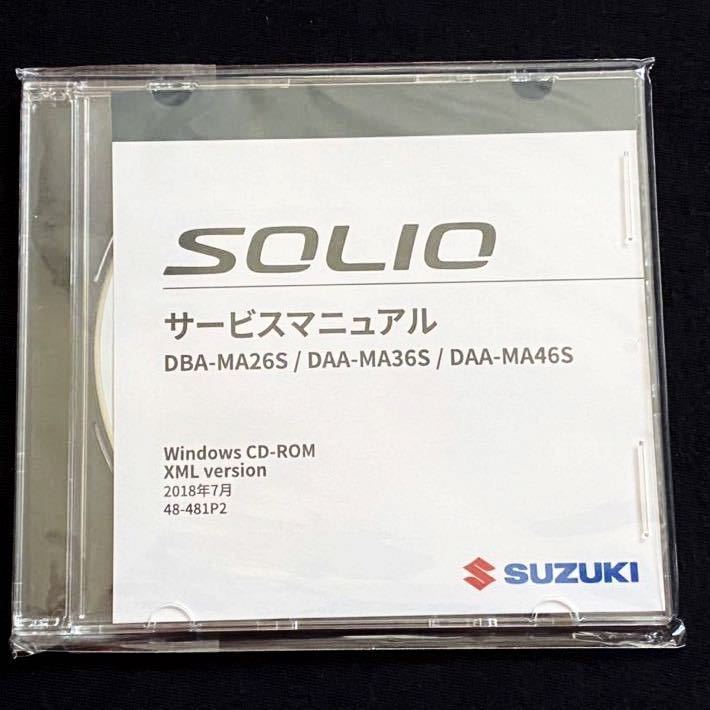 SOLIO
サービスマニュアル
DBA-MA26S / DAA-MA36S / DAA-MA46S
Windows CD-ROM
XML version
2018年7月
48-481P2
SUZUKI